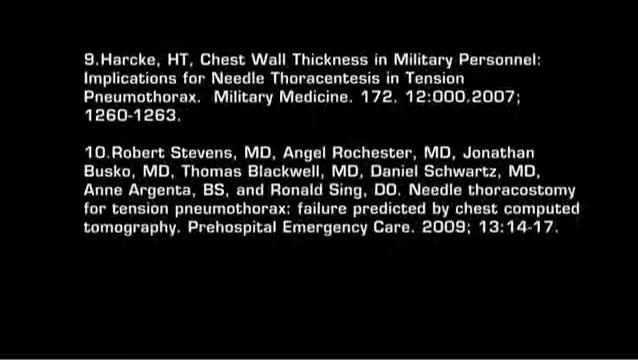 9.Harcke, HT, Chest Wall Thickness in Military Personnel:
Implications for Needle Thoracentesis in Tension
Pneumothorax.  Military Medicine. 172. 12:000.2007;
1260-1263.
10.Robert Stevens, MD, Angel Rochester, MD, Jonathan
Busko, MD, Thomas Blackwell, MD, Daniel Schwartz, MD,
Anne Argenta, BS, and Ronald Sing, DO. Needle thoracostomy
for tension pneumothorax: failure predicted by chest computed
tomography. Prehospital Emergency Care. 2009; 13:14-17.